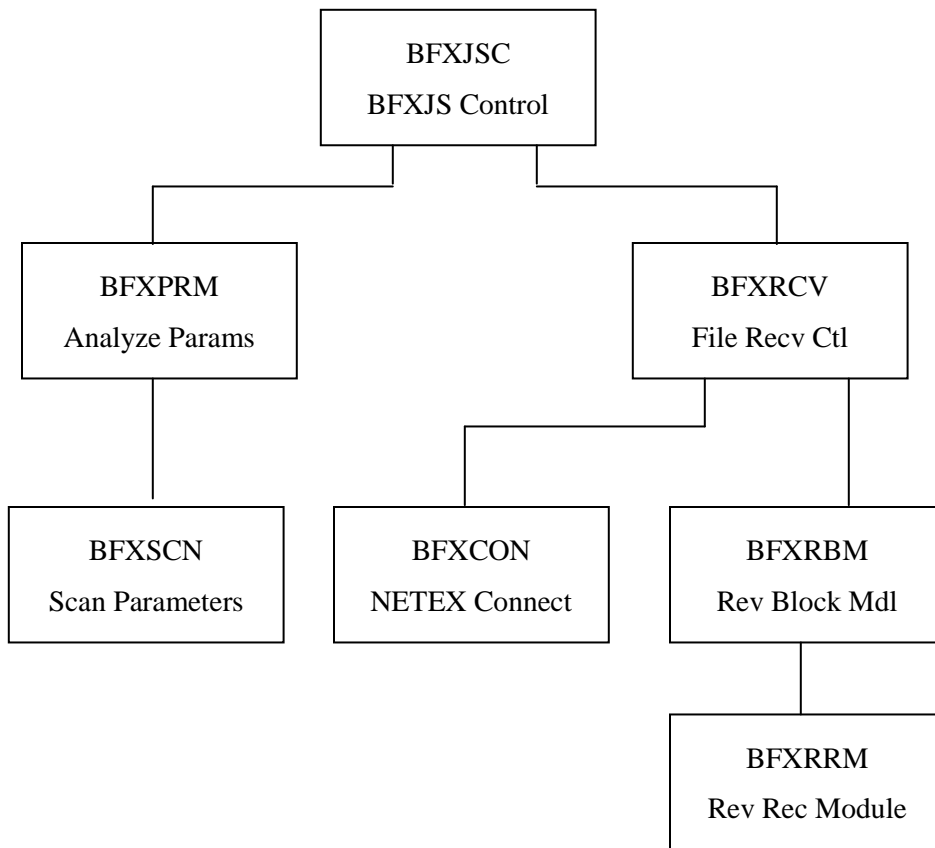 BFXJSC
BFXJS Control
BFXPRM
Analyze Params
BFXRCV
File Recv Ctl
BFXSCN
Scan Parameters
BFXCON
NETEX Connect
BFXRBM
Rev Block Mdl
BFXRRM
Rev Rec Module